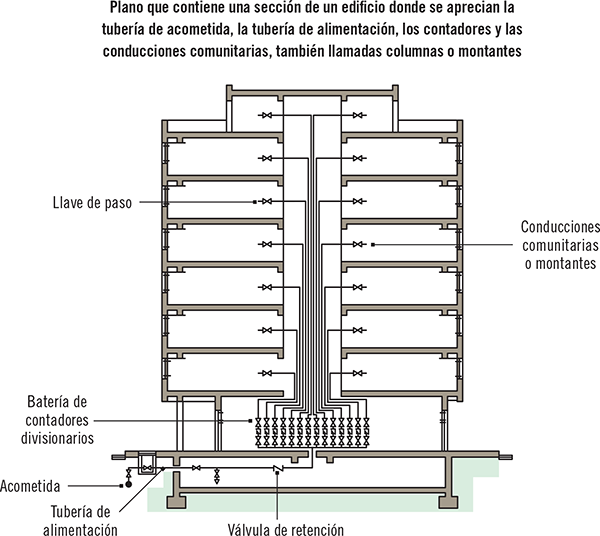 Plano que contiene una sección de un edificio donde se aprecian la
tubería de acometida, la tubería de alimentación, los contadores y las
conducciones comunitarias, también llamadas columnas o montantes
Llave de paso
Conducciones
comunitarias
o montantes
Batería de
contadores
divisionarios
Acometida
Tubería de
alimentación
Válvula de retención